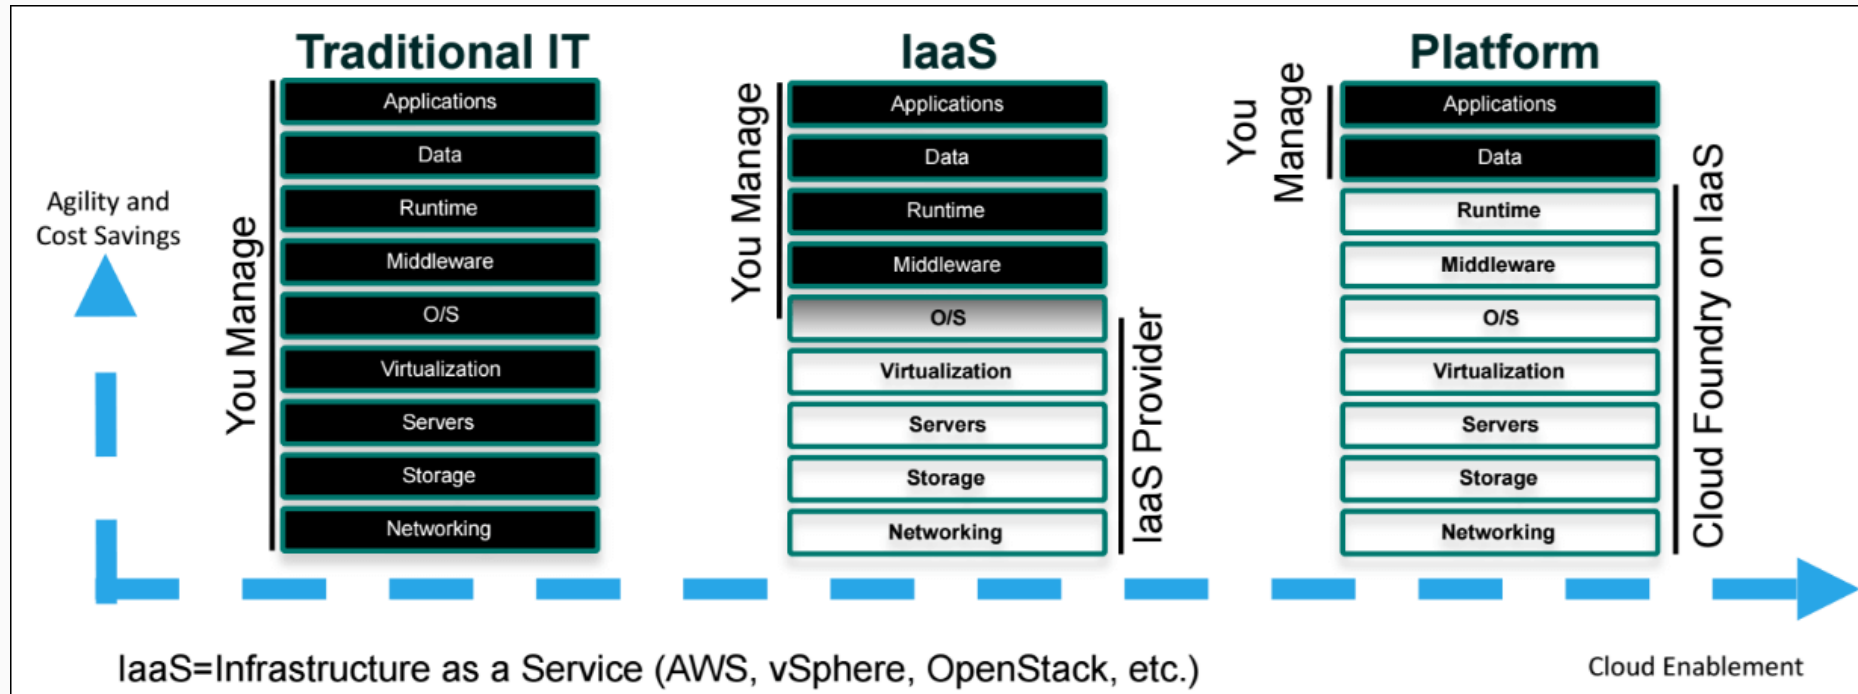 Traditional IT
IaaS
Platform
Agility and
Cost Savings
You Manage
Applications
Data
Runtime
Middleware
O/S
Virtualization
Servers
Storage
Networking
You Manage
Applications
Data
Runtime
Middleware
O/S
Virtualization
Servers
Storage
Networking
IaaS Provider
You
Manage
Applications
Data
Runtime
Middleware
O/S
Virtualization
Servers
Storage
Networking
Cloud Foundry on IaaS
IaaS=Infrastructure as a Service (AWS, vSphere, OpenStack, etc.)
Cloud Enablement